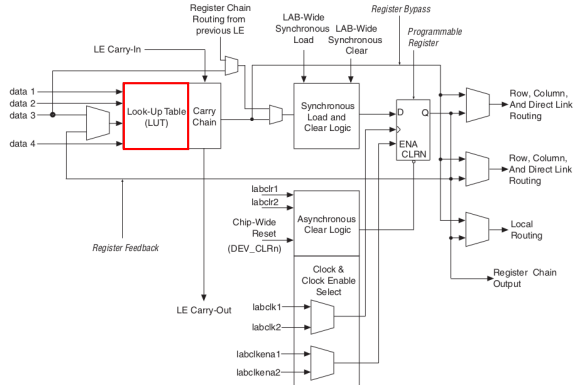 Register Chain
Routing from
previous LE
LAB-Wide
Synchronous
Load
LAB-Wide
Synchronous
Clear
Register Bypass
Programmable
Register
LE Carry-In
data 1
data 2
data 3
data 4
Look-Up Table
(LUT)
Carry
Chain
Synchronous
Load and
Clear Logic
D
Q
ENA
CLRN
Row, Column,
And Direct Link
Routing
Row, Column,
And Direct Link
Routing
Local
Routing
Register Chain
Output
Register Feedback
labclr1
labclr2
Chip-Wide
Reset
(DEV_CLRn)
Asynchronous
Clear Logic
Clock &
Clock Enable
Select
LE Carry-Out
labclk1
labclk2
labclkena1
labclkena2